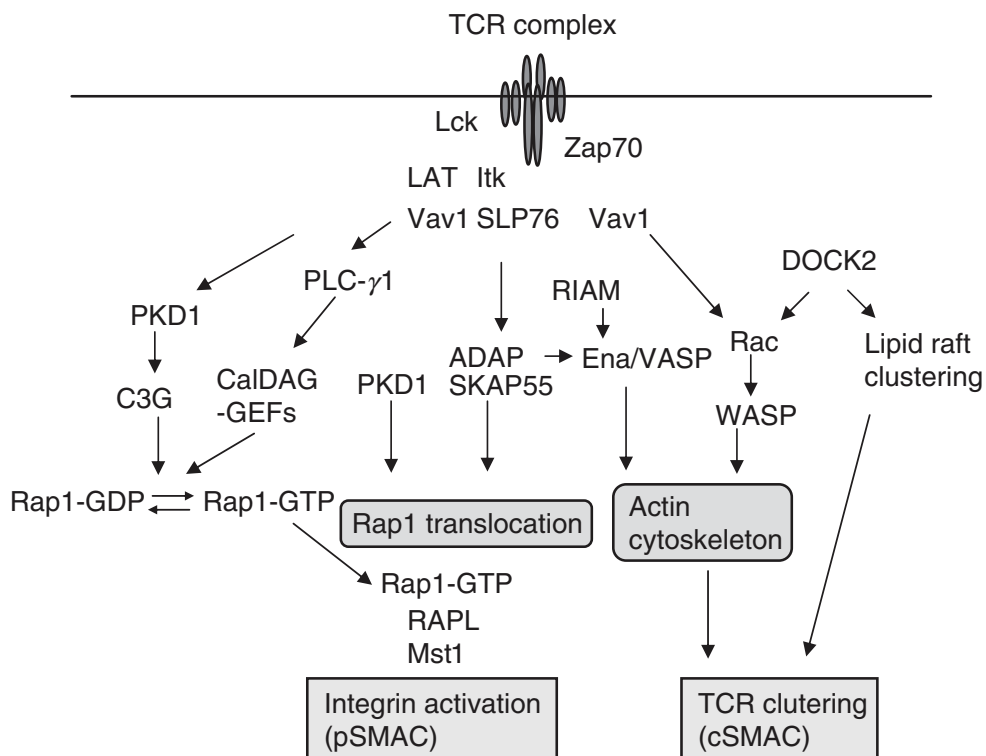 TCR complex
Lck
Zap70
LAT Itk
Vav1 SLP76 Vav1
DOCK2
PLC-γ1
RIAM
PKD1
Rac
Lipid raft
clustering
ADAP
SKAP55
Ena/VASP
CalDAG
-GEFs
PKD1
C3G
WASP
Rap1-GDP
Rap1-GTP
Rap1 translocation
Actin
cytoskeleton
Rap1-GTP
RAPL
Mst1
Integrin activation
(pSMAC)
TCR clutering
(cSMAC)